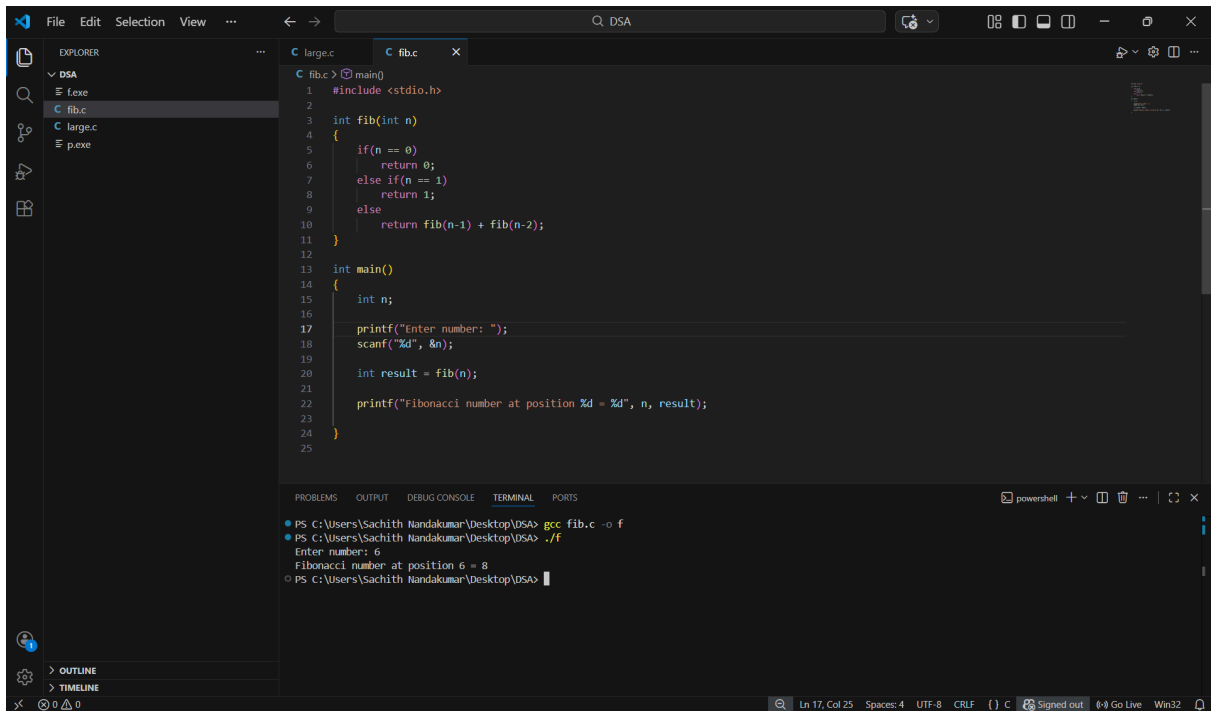 File Edit Selection View ··· DSA
EXPLORER ···
DSA
f.exe
C fib.c
C large.c
p.exe
OUTLINE
TIMELINE
C large.c C fib.c
C fib.c > main()
1 #include <stdio.h>
2
3 int fib(int n)
4 {
5 if(n == 0)
6 return 0;
7 else if(n == 1)
8 return 1;
9 else
10 return fib(n-1) + fib(n-2);
11 }
12
13 int main()
14 {
15 int n;
16
17 printf("Enter number: ");
18 scanf("%d", &n);
19
20 int result = fib(n);
21
22 printf("Fibonacci number at position %d = %d", n, result);
23
24 }
25
PROBLEMS OUTPUT DEBUG CONSOLE TERMINAL PORTS powershell
PS C:\Users\Sachith Nandakumar\Desktop\DSA> gcc fib.c -o f
PS C:\Users\Sachith Nandakumar\Desktop\DSA> ./f
Enter number: 6
Fibonacci number at position 6 = 8
PS C:\Users\Sachith Nandakumar\Desktop\DSA>
1
0 0 Ln 17, Col 25 Spaces: 4 UTF-8 CRLF {} C Signed out Go Live Win32